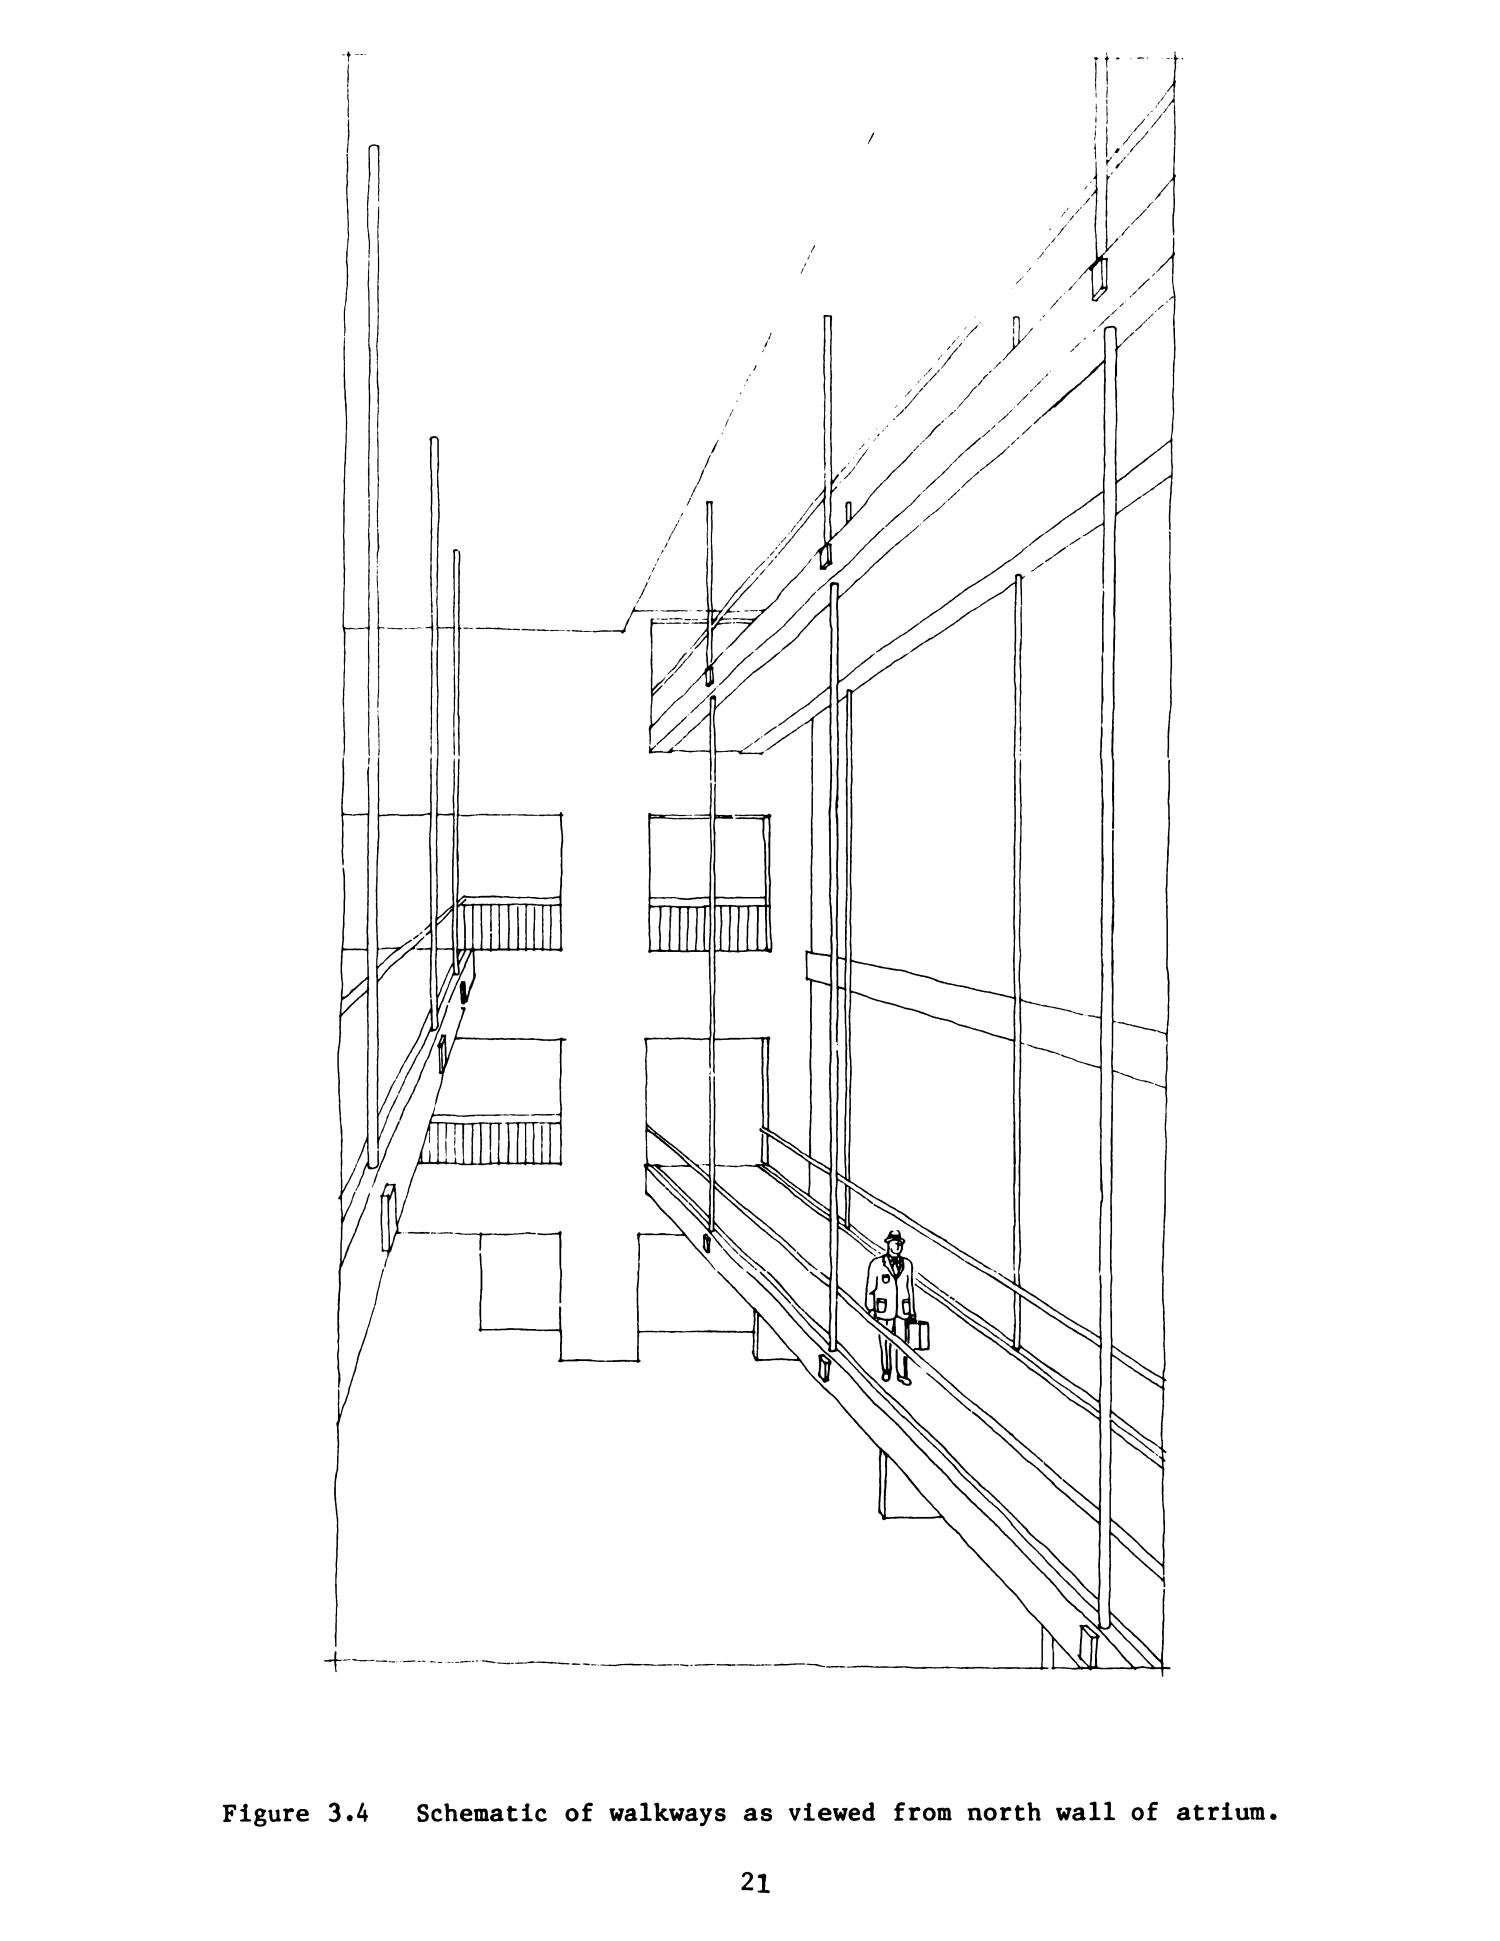 Figure 3.4 Schematic of walkways as viewed from north wall of atrium.
21